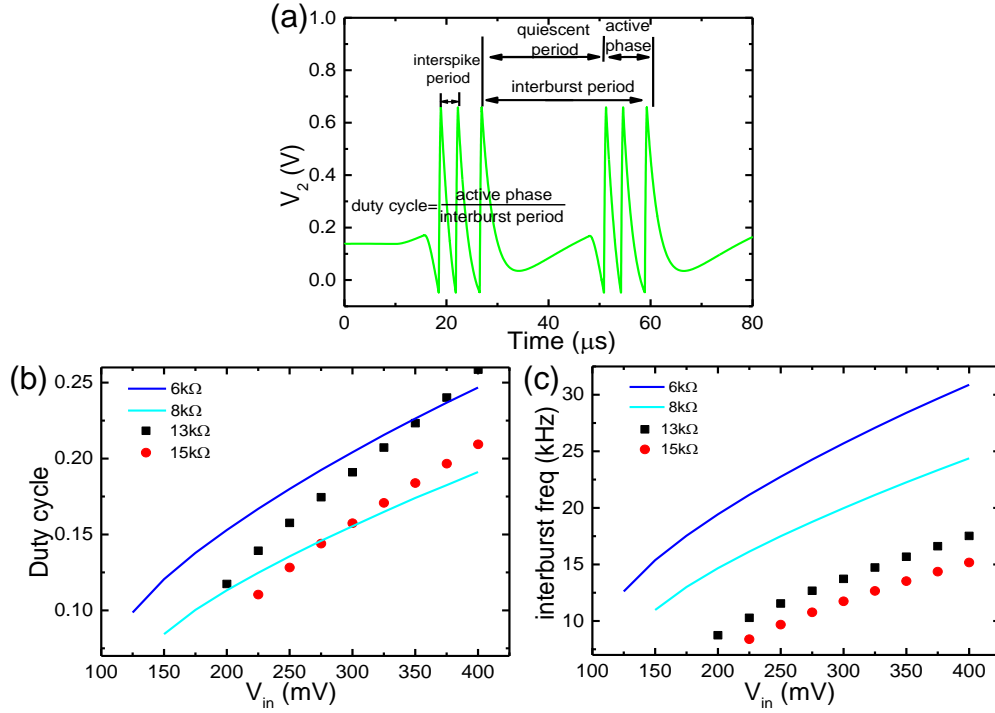 (a)
quiescent period
active phase
interspike period
interburst period
duty cycle= active phase / interburst period
V2 (V)
1.0
0.8
0.6
0.4
0.2
0.0
0 20 40 60 80
Time (μs)
(b)
6kΩ
8kΩ
13kΩ
15kΩ
Duty cycle
0.25
0.20
0.15
0.10
100 150 200 250 300 350 400
Vin (mV)
(c)
6kΩ
8kΩ
13kΩ
15kΩ
interburst freq (kHz)
30
25
20
15
10
100 150 200 250 300 350 400
Vin (mV)